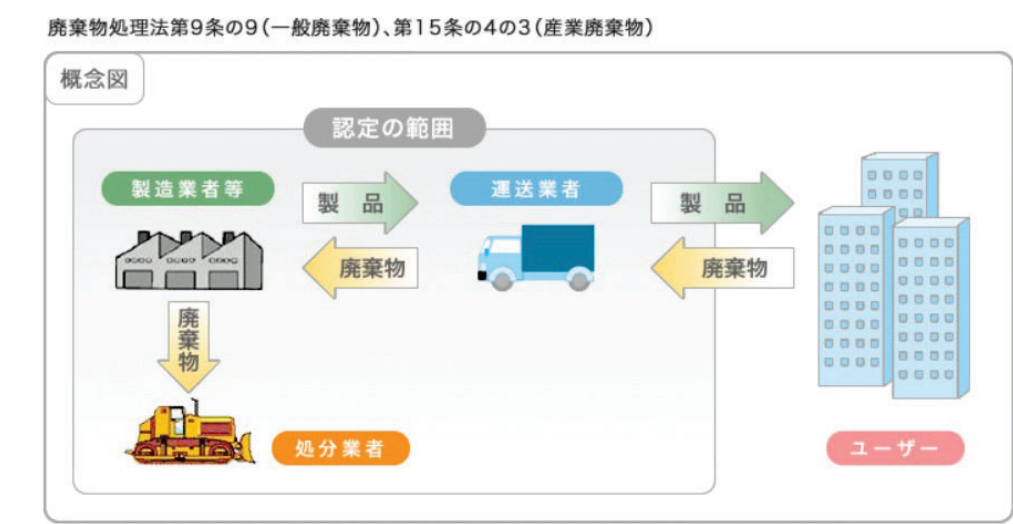 廃棄物処理法第9条の9(一般廃棄物)、第15条の4の3(産業廃棄物)
概念図
認定の範囲
製造業者等
製品
運送業者
製品
廃棄物
廃棄物
廃棄物
処分業者
ユーザー